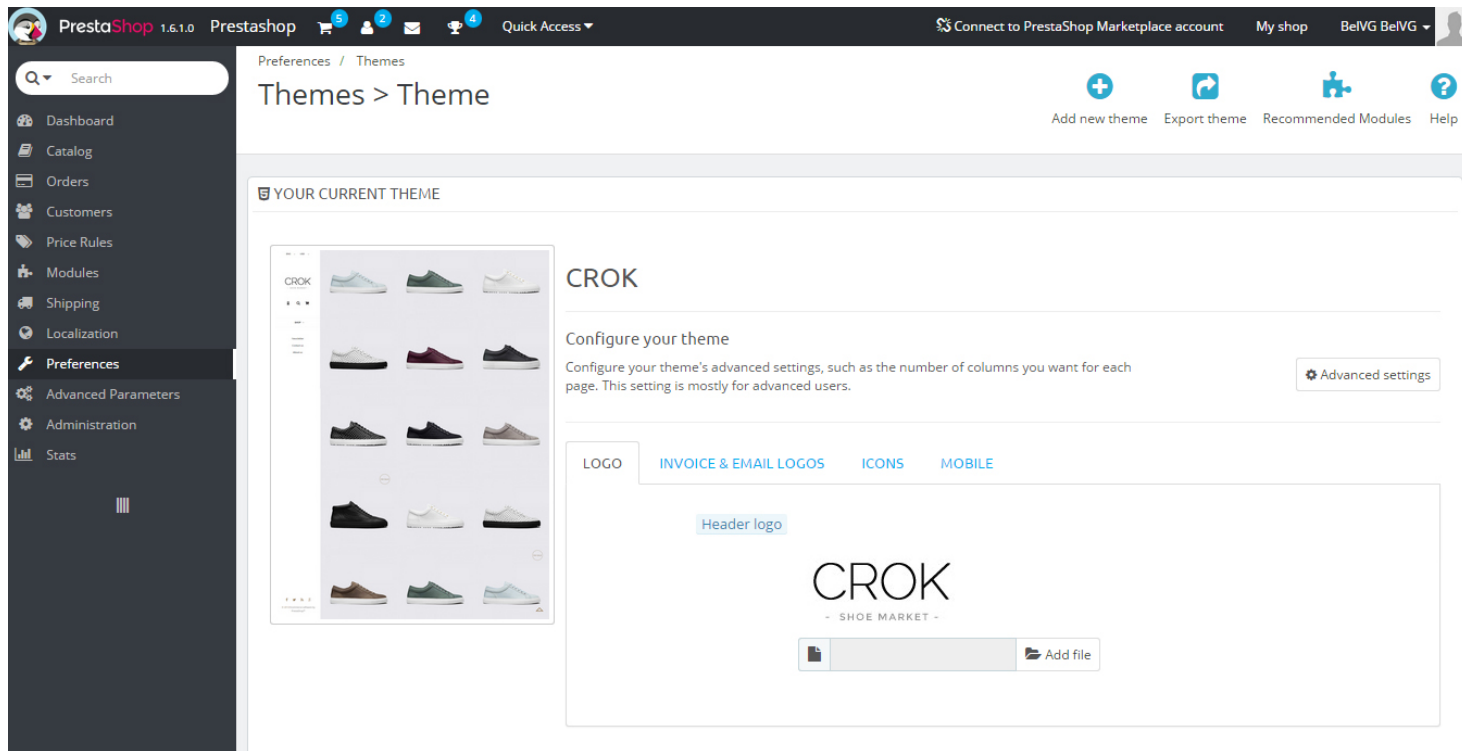 PrestaShop 1.6.1.0 Prestashop 5 2 4 Quick Access Connect to PrestaShop Marketplace account My shop BelVG BelVG
Search
Dashboard
Catalog
Orders
Customers
Price Rules
Modules
Shipping
Localization
Preferences
Advanced Parameters
Administration
Stats
Preferences / Themes
Themes > Theme
Add new theme Export theme Recommended Modules Help
YOUR CURRENT THEME
CROK
CROK
Configure your theme
Configure your theme's advanced settings, such as the number of columns you want for each
page. This setting is mostly for advanced users.
Advanced settings
LOGO INVOICE & EMAIL LOGOS ICONS MOBILE
Header logo
CROK
- SHOE MARKET -
Add file